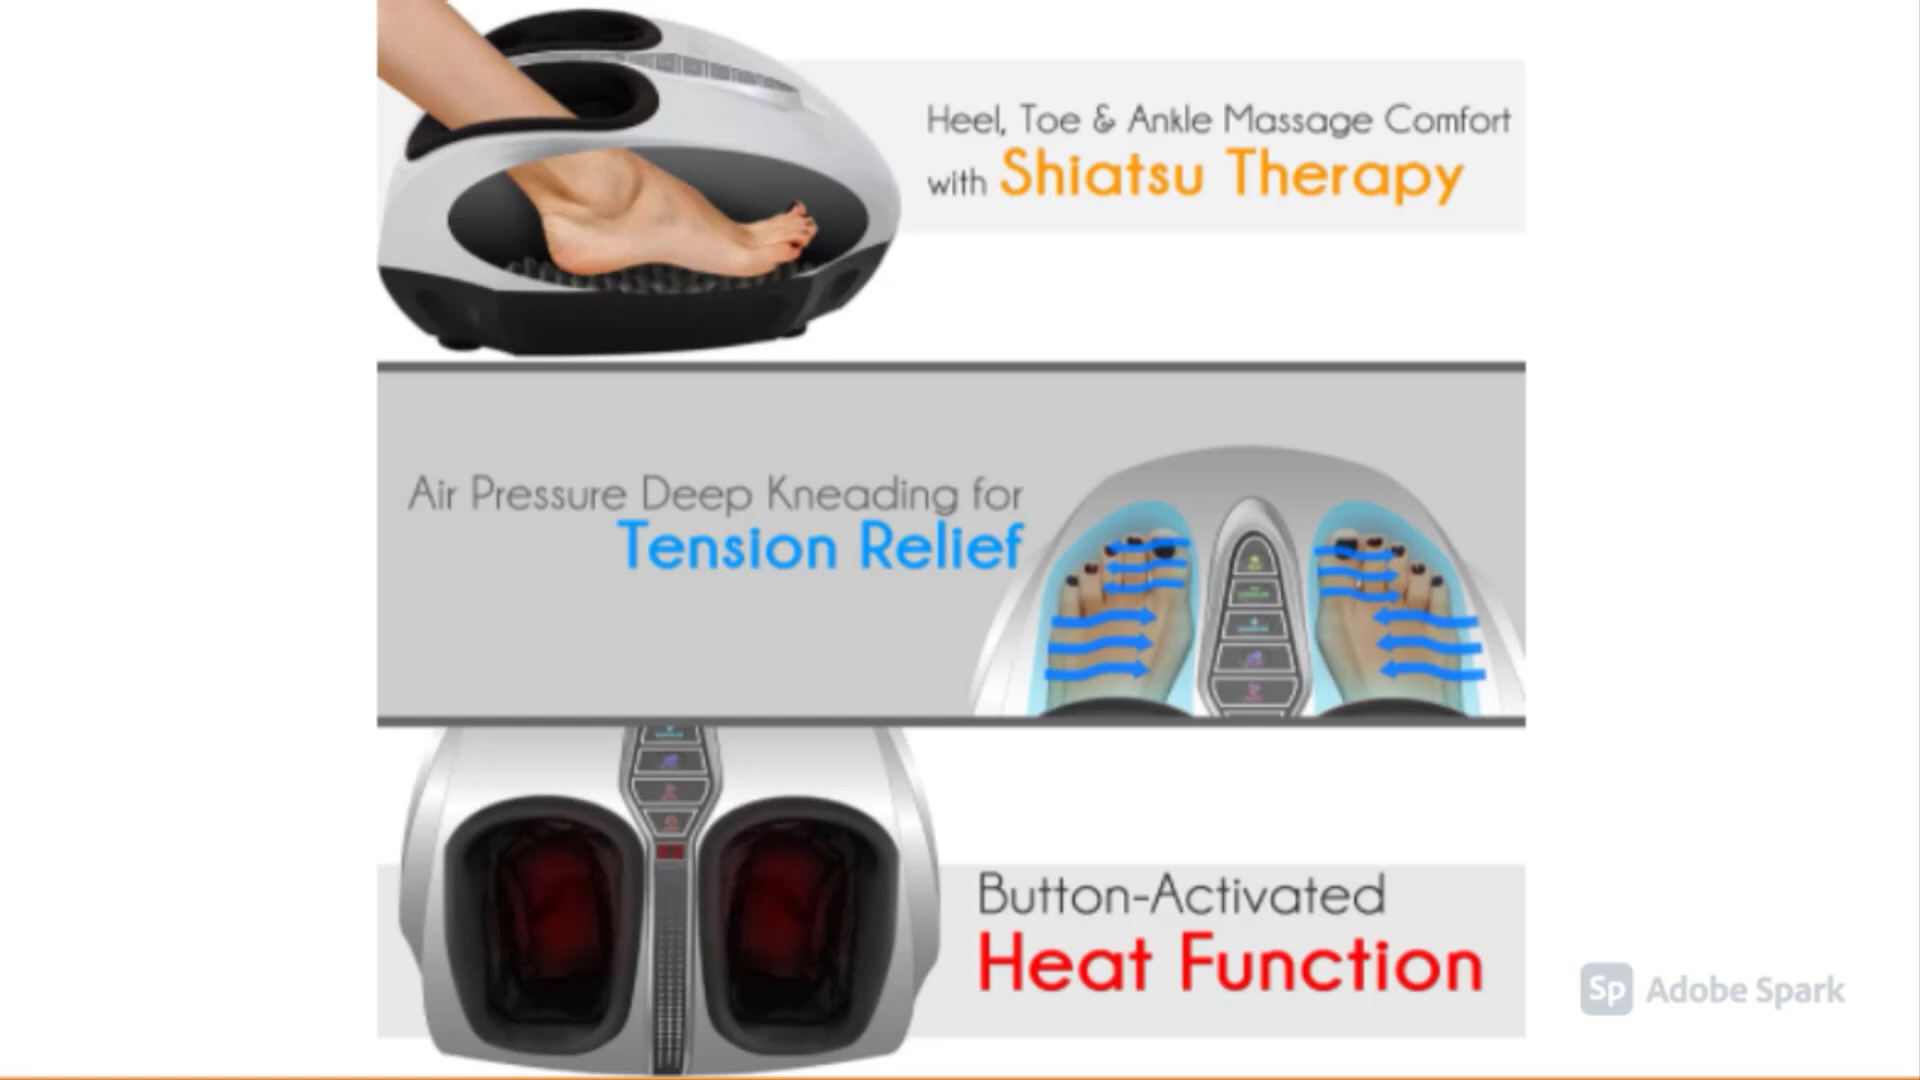 Heel, Toe & Ankle Massage Comfort
with Shiatsu Therapy
Air Pressure Deep Kneading for
Tension Relief
Button-Activated
Heat Function
Sp Adobe Spark